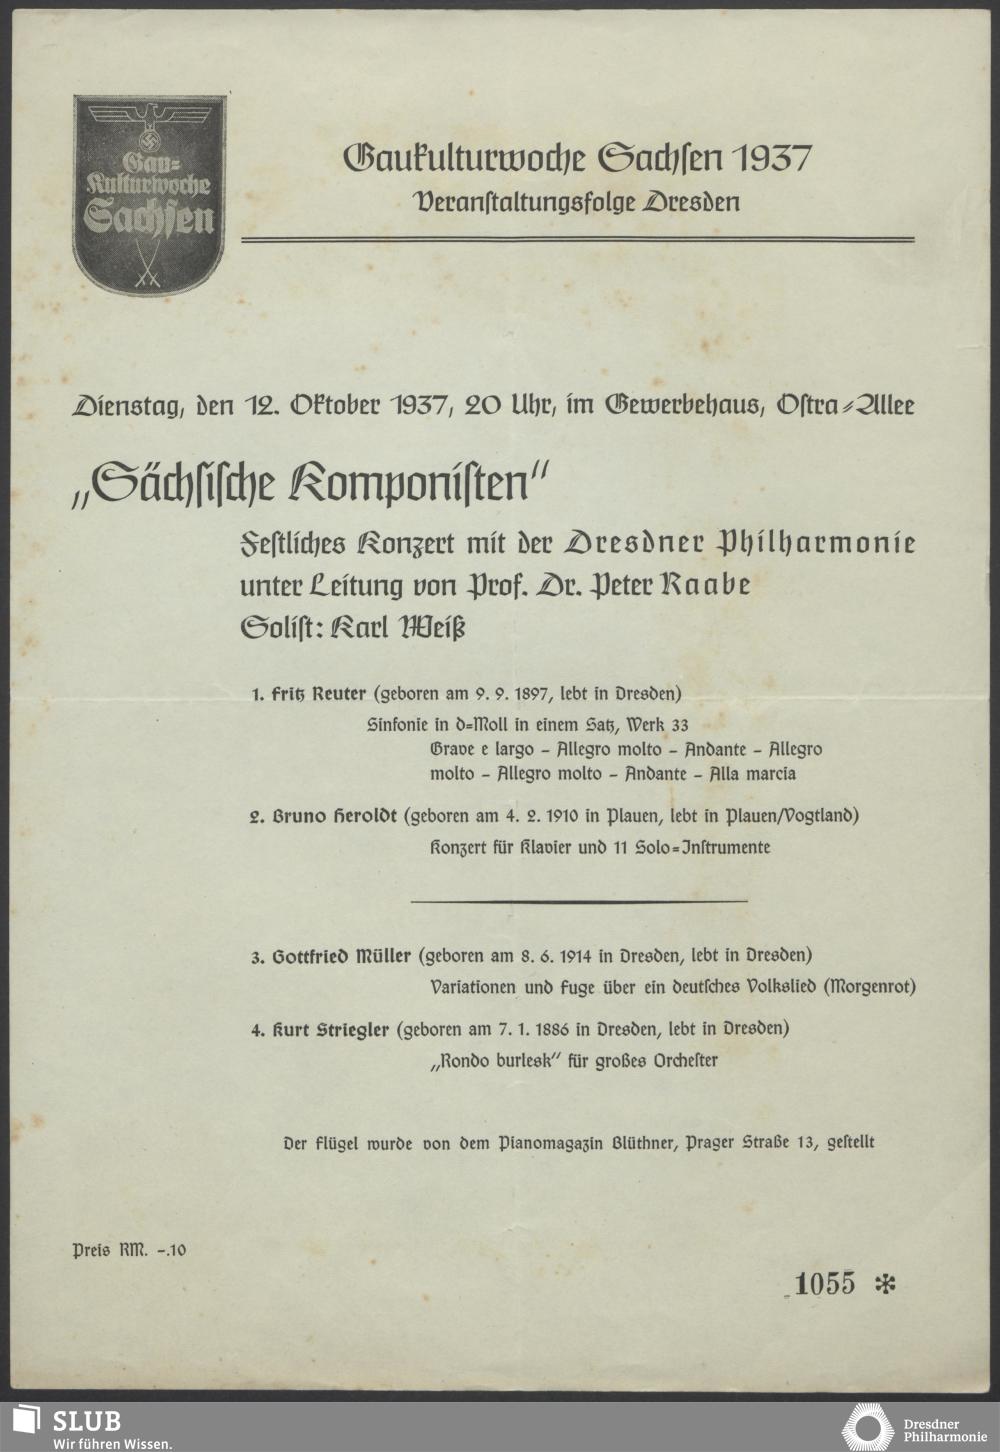 Gau-
Kulturwoche
Sachsen
Gaukulturwoche Sachsen 1937
Veranstaltungsfolge Dresden
Dienstag, den 12. Oktober 1937, 20 Uhr, im Gewerbehaus, Ostra-Allee
„Sächsische Komponisten“
Festliches Konzert mit der Dresdner Philharmonie
unter Leitung von Prof. Dr. Peter Raabe
Solist: Karl Weiß
1. Fritz Reuter (geboren am 9. 9. 1897, lebt in Dresden)
Sinfonie in d-Moll in einem Satz, Werk 33
Grave e largo – Allegro molto – Andante – Allegro
molto – Allegro molto – Andante – Alla marcia
2. Bruno Heroldt (geboren am 4. 2. 1910 in Plauen, lebt in Plauen/Vogtland)
Konzert für Klavier und 11 Solo-Instrumente
3. Gottfried Müller (geboren am 8. 6. 1914 in Dresden, lebt in Dresden)
Variationen und Fuge über ein deutsches Volkslied (Morgenrot)
4. Kurt Striegler (geboren am 7. 1. 1886 in Dresden, lebt in Dresden)
„Rondo burlesk“ für großes Orchester
Der Flügel wurde von dem Pianomagazin Blüthner, Prager Straße 13, gestellt
Preis RM. –.10
1055 *
SLUB
Wir führen Wissen.
Dresdner
Philharmonie